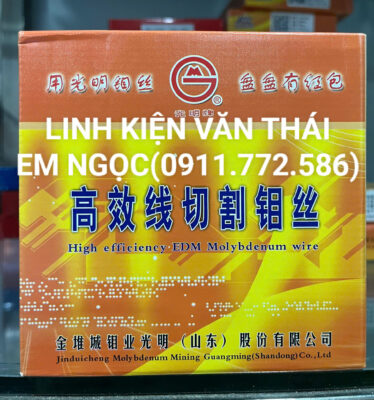 用光明钼丝 盘盘有红包
光明牌
®
LINH KIỆN VĂN THÁI
EM NGỌC(0911.772.586)
高效线切割钼丝
High efficiency EDM Molybdenum wire
金堆城钼业光明（山东）股份有限公司
Jinduicheng Molybdenum Mining Guangming(Shandong)Co.,Ltd